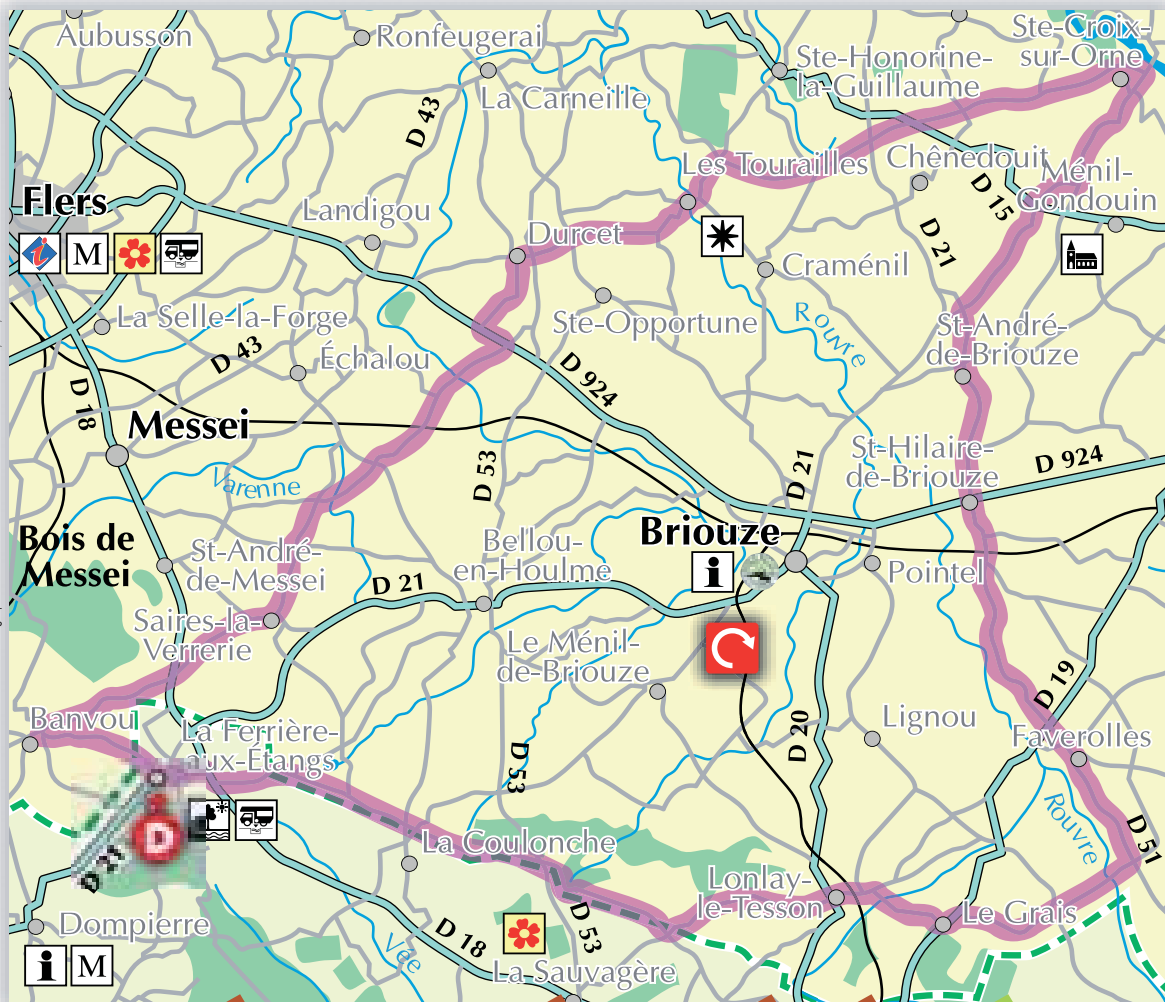 Aubusson
Ronfeugerai
Ste-Croix-
sur-Orne
Ste-Honorine-
la-Guillaume
La Carneille
D 43
Les Tourailles
Chênedouit
Ménil-
Gondouin
D 15
Flers
Landigou
Durcet
D 21
M
Craménil
La Selle-la-Forge
Ste-Opportune
Rouvre
St-André-
de-Briouze
D 43
Échalou
D 924
D 18
Messei
St-Hilaire-
de-Briouze
D 924
D 21
D 53
Varenne
Briouze
Bois de
Messei
St-André-
de-Messei
Bellou-
en-Houlme
i
Pointel
D 21
Saires-la-
Verrerie
Le Ménil-
de-Briouze
D 19
Banvou
La Ferrière-
aux-Étangs
D 20
Lignou
Faverolles
D 53
D
D 21
La Coulonche
Rouvre
D 51
Lonlay-
le-Tesson
Le Grais
Dompierre
Vée
D 18
D 53
i
M
La Sauvagère